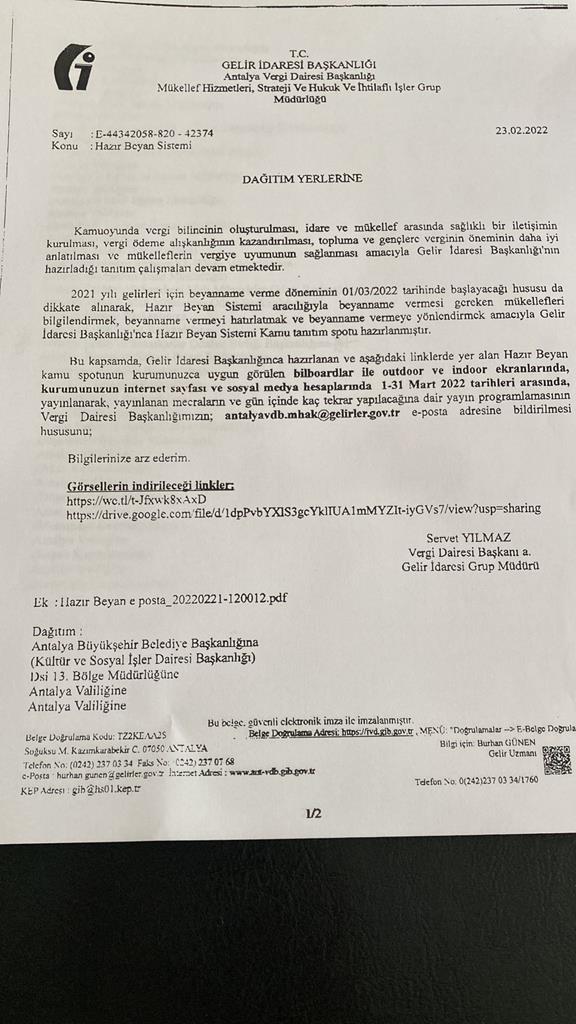 T.C.
GELİR İDARESİ BAŞKANLIĞI
Antalya Vergi Dairesi Başkanlığı
Mükellef Hizmetleri, Strateji Ve Hukuk Ve İhtilaflı İşler Grup
Müdürlüğü
Sayı : E-44342058-820 - 42374 23.02.2022
Konu : Hazır Beyan Sistemi
DAĞITIM YERLERİNE
Kamuoyunda vergi bilincinin oluşturulması, idare ve mükellef arasında sağlıklı bir iletişimin
kurulması, vergi ödeme alışkanlığının kazandırılması, topluma ve gençlere verginin öneminin daha iyi
anlatılması ve mükelleflerin vergiye uyumunun sağlanması amacıyla Gelir İdaresi Başkanlığı'nın
hazırladığı tanıtım çalışmaları devam etmektedir.
2021 yılı gelirleri için beyanname verme döneminin 01/03/2022 tarihinde başlayacağı hususu da
dikkate alınarak, Hazır Beyan Sistemi aracılığıyla beyanname vermesi gereken mükellefleri
bilgilendirmek, beyanname vermeyi hatırlatmak ve beyanname vermeye yönlendirmek amacıyla Gelir
İdaresi Başkanlığı'nca Hazır Beyan Sistemi Kamu tanıtım spotu hazırlanmıştır.
Bu kapsamda, Gelir İdaresi Başkanlığınca hazırlanan ve aşağıdaki linklerde yer alan Hazır Beyan
kamu spotunun kurumunuzca uygun görülen bilboardlar ile outdoor ve indoor ekranlarında,
kurumunuzun internet sayfası ve sosyal medya hesaplarında 1-31 Mart 2022 tarihleri arasında,
yayınlanarak, yayınlanan mecraların ve gün içinde kaç tekrar yapılacağına dair yayın programlamasının
Vergi Dairesi Başkanlığımızın; antalyavdb.mhak@gelirler.gov.tr e-posta adresine bildirilmesi
hususunu;
Bilgilerinize arz ederim.
Görsellerin indirileceği linkler:
https://we.tl/t-Jfxwk8xAxD
https://drive.google.com/file/d/1dpPvbYXIS3gcYklTUA1mMYZIt-iyGVs7/view?usp=sharing
Servet YILMAZ
Vergi Dairesi Başkanı a.
Gelir İdaresi Grup Müdürü
Ek : Hazır Beyan e posta_20220221-120012.pdf
Dağıtım :
Antalya Büyükşehir Belediye Başkanlığına
(Kültür ve Sosyal İşler Dairesi Başkanlığı)
Dsi 13. Bölge Müdürlüğüne
Antalya Valiliğine
Antalya Valiliğine
Bu belge, güvenli elektronik imza ile imzalanmıştır.
Belge Doğrulama Kodu: Belge Doğrulama Adresi: https://ivd.gib.gov.tr , MENÜ: "Doğrulamalar --> E-Belge Doğrula
Soğuksu M. Kazımkarabekir C. 07050 ANTALYA Bilgi için: Burhan GÜNEN
Telefon No: (0242) 237 03 34 Faks No: (0242) 237 07 68 Gelir Uzmanı
e-Posta : burhan.gunen@gelirler.gov.tr İnternet Adresi : www.ant-vdb.gib.gov.tr
KEP Adresi : gib@hs01.kep.tr Telefon No: 0(242)237 03 34/1760
1/2